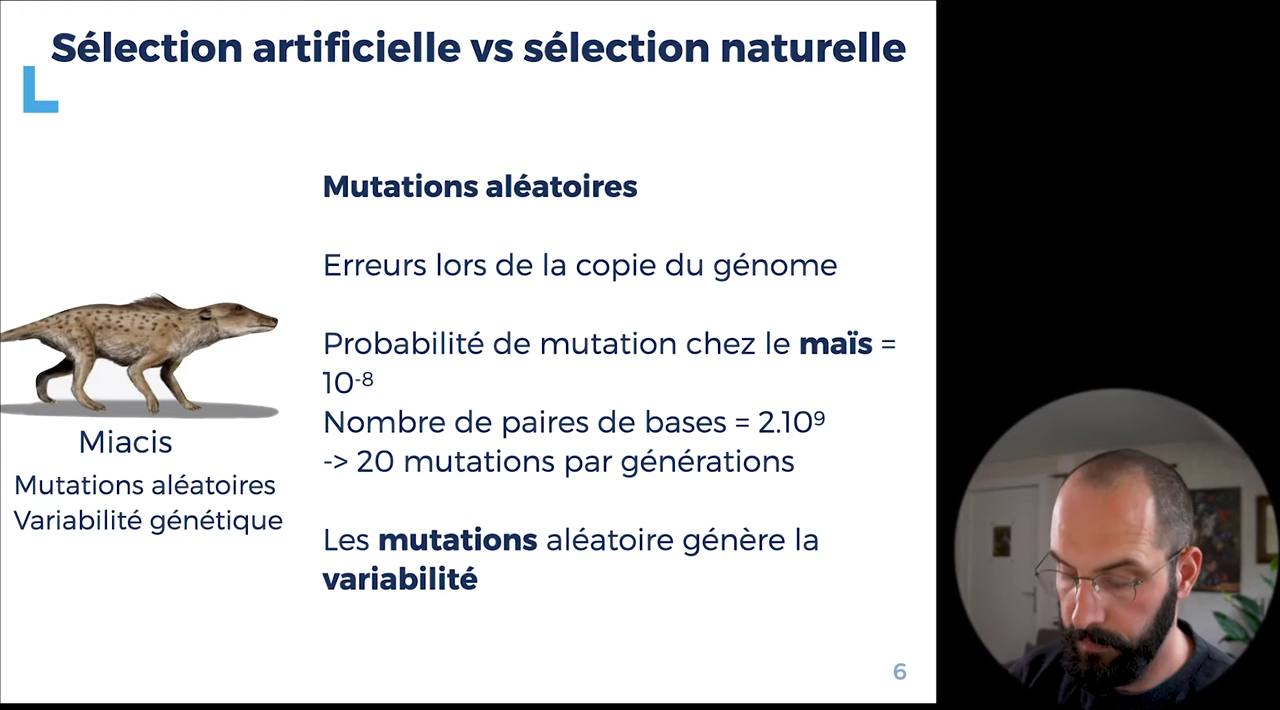 Sélection artificielle vs sélection naturelle
Mutations aléatoires
Erreurs lors de la copie du génome
Probabilité de mutation chez le maïs =
10⁻⁸
Nombre de paires de bases = 2.10⁹
-> 20 mutations par générations
Les mutations aléatoire génère la
variabilité
Miacis
Mutations aléatoires
Variabilité génétique
6